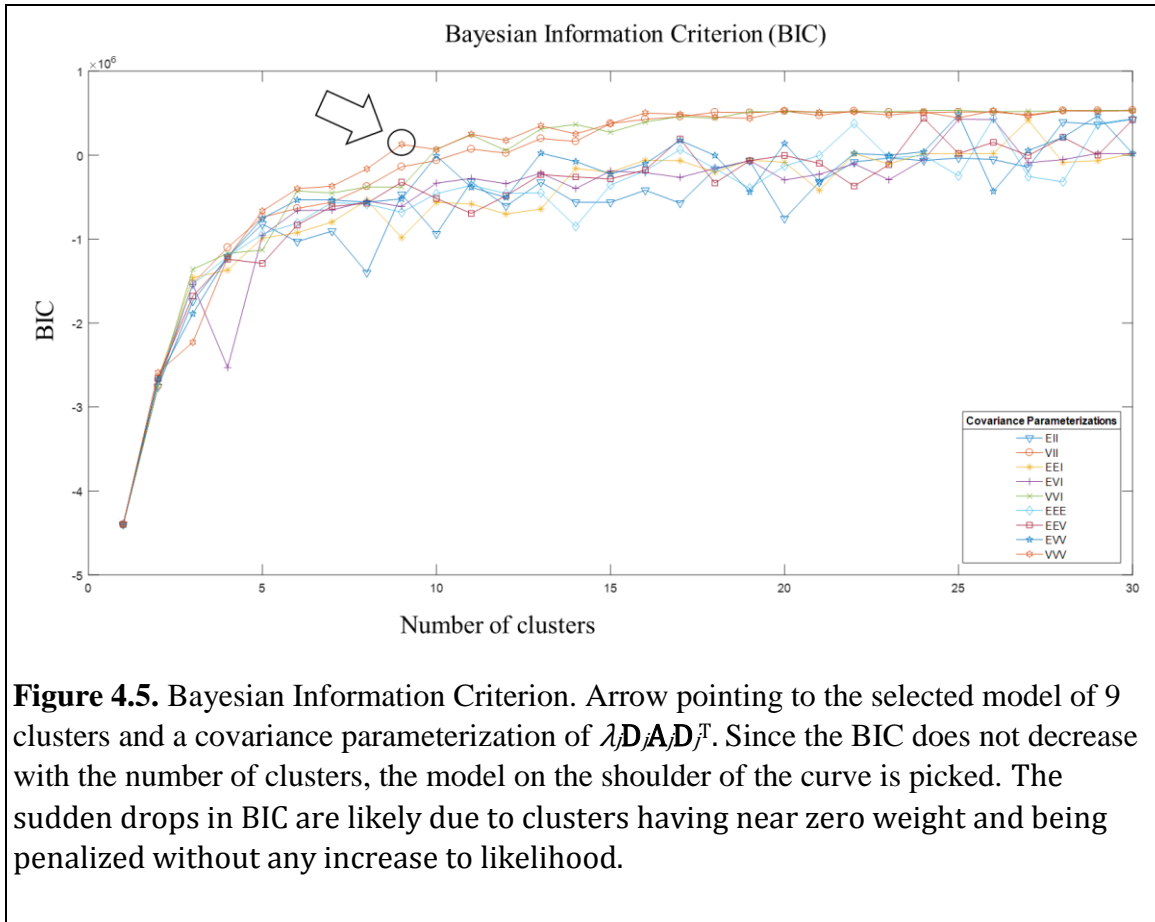 Bayesian Information Criterion (BIC)
×10⁶
1
0
-1
-2
-3
-4
-5
BIC
0 5 10 15 20 25 30
Number of clusters
Covariance Parameterizations
EII
VII
EEI
EVI
VVI
EEE
EEV
EVV
VVV
Figure 4.5. Bayesian Information Criterion. Arrow pointing to the selected model of 9
clusters and a covariance parameterization of λⱼDⱼAⱼDⱼᵀ. Since the BIC does not decrease
with the number of clusters, the model on the shoulder of the curve is picked. The
sudden drops in BIC are likely due to clusters having near zero weight and being
penalized without any increase to likelihood.